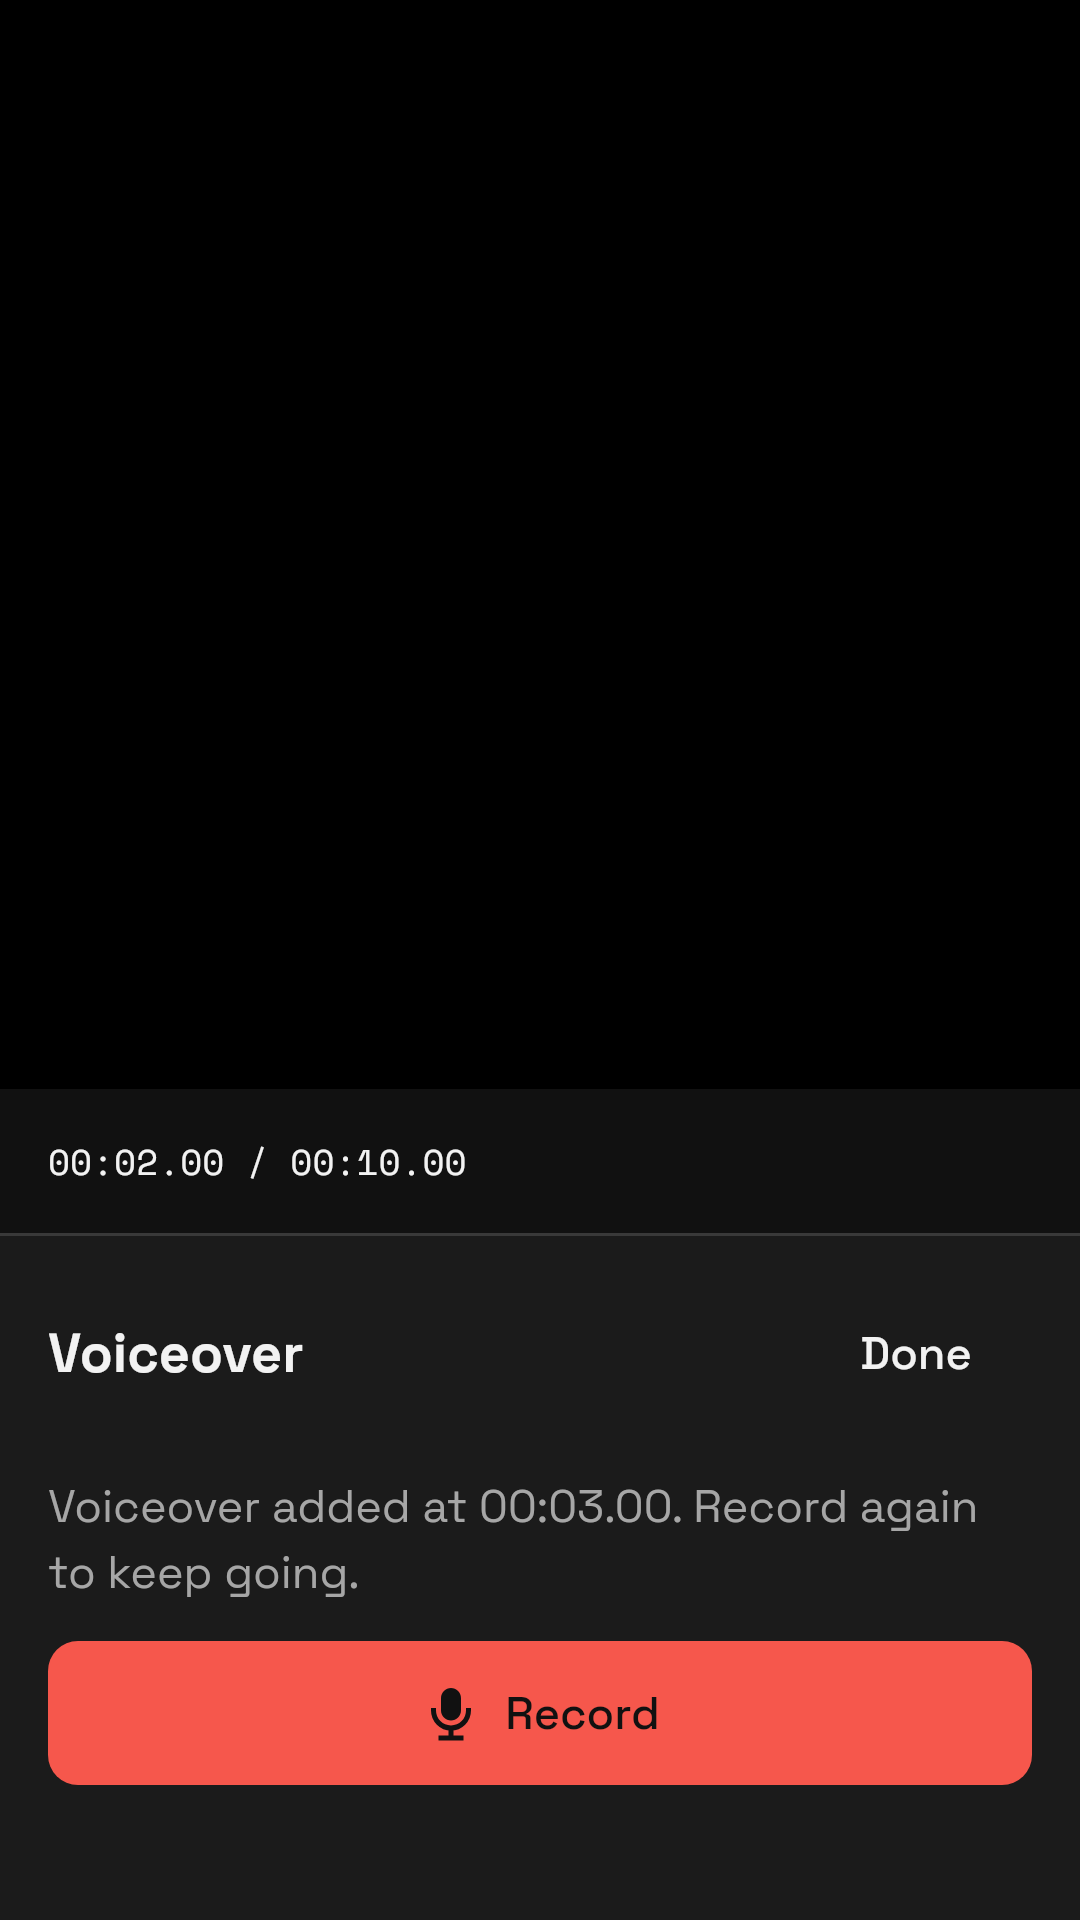 00:02.00 / 00:10.00
Voiceover
Done
Voiceover added at 00:03.00. Record again
to keep going.
Record